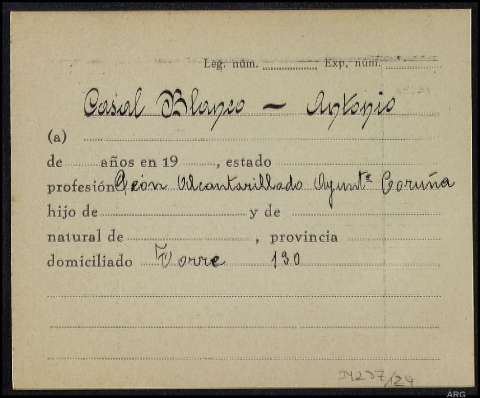 Leg. núm. Exp. núm.
Casal Blanco - Antonio
(a)
de años en 19 , estado
profesión Peón Alcantarillado Ayuntº Coruña
hijo de y de
natural de , provincia
domiciliado Torre 130
ARG